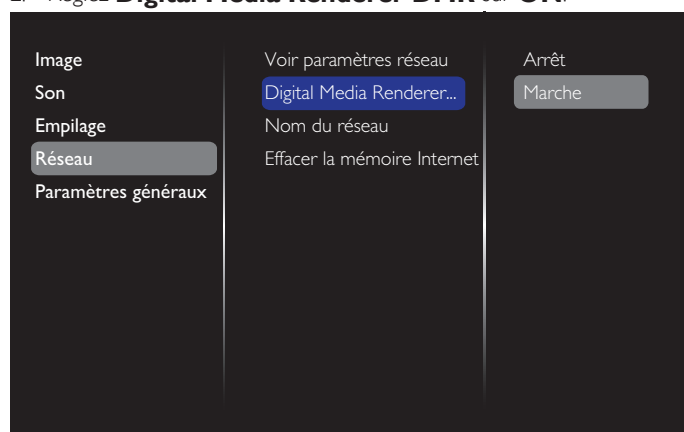 2. Réglez Digital Media Renderer-DMR sur ON.
Image
Son
Empilage
Réseau
Paramètres généraux
Voir paramètres réseau
Digital Media Renderer...
Nom du réseau
Effacer la mémoire Internet
Arrêt
Marche